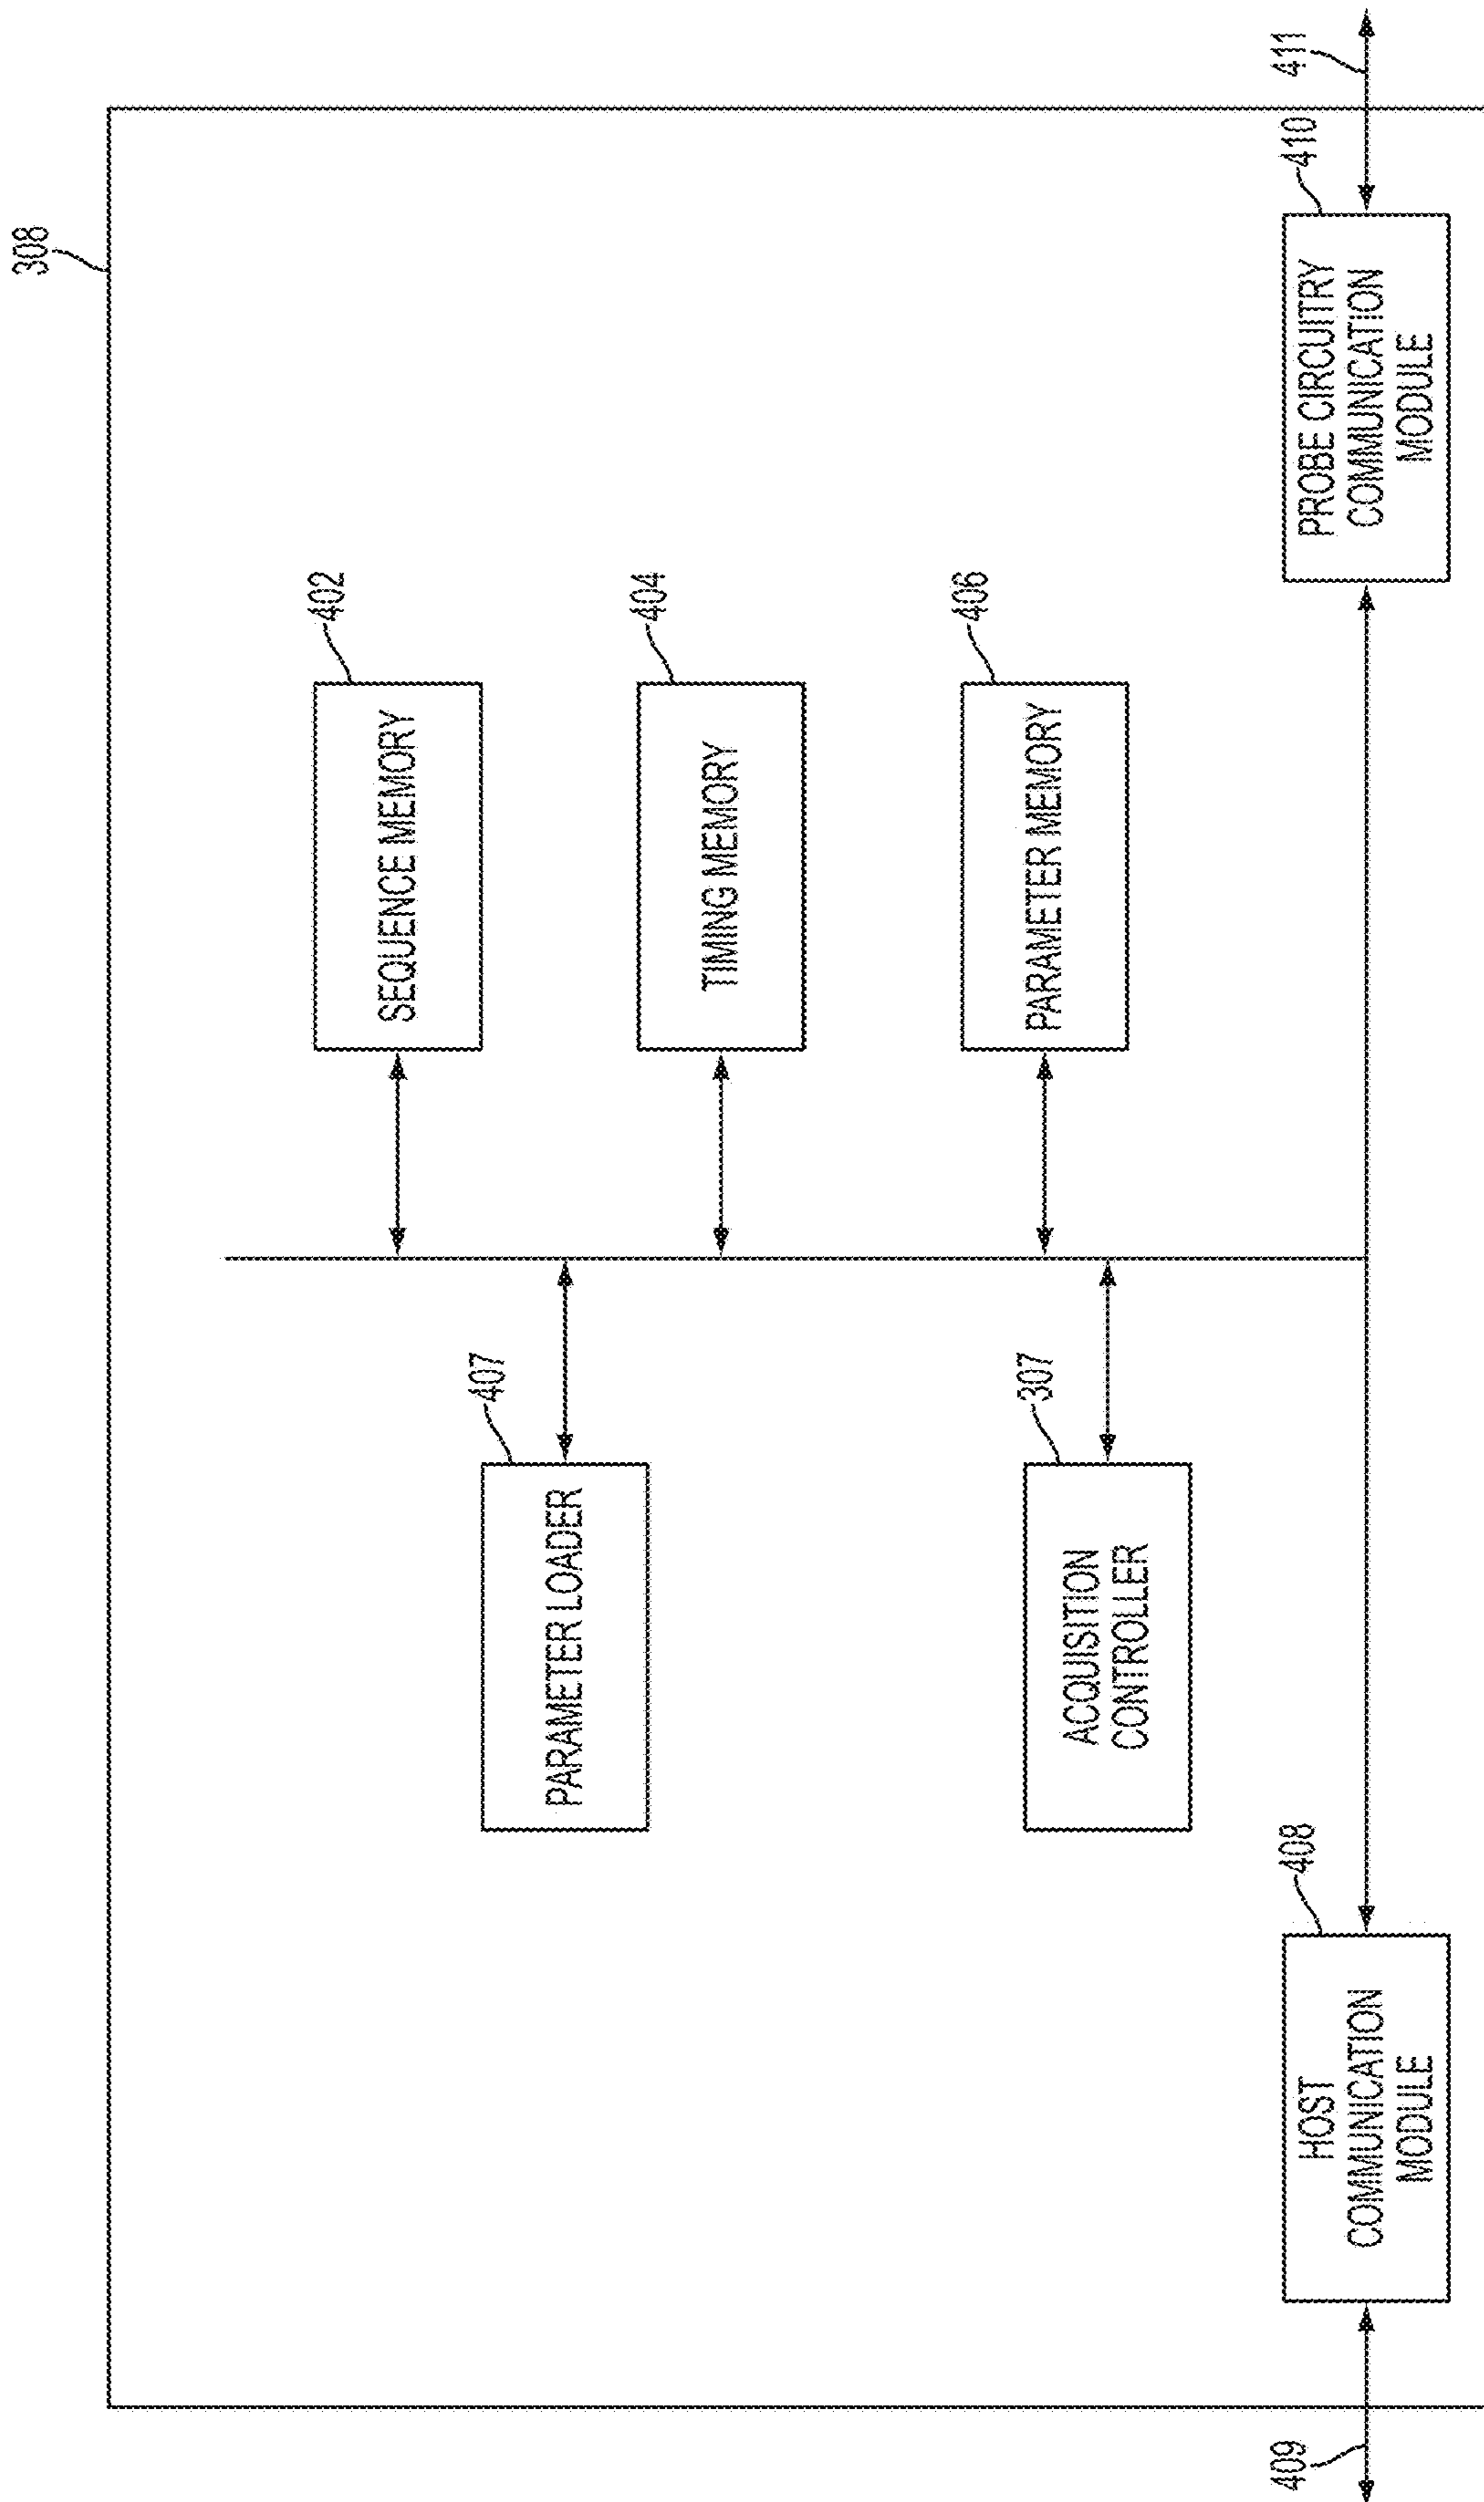 308
402
SEQUENCE MEMORY
407
PARAMETER LOADER
404
TIMING MEMORY
307
ACQUISITION
CONTROLLER
406
PARAMETER MEMORY
409
408
HOST
COMMUNICATION
MODULE
410
PROBE CIRCUITRY
COMMUNICATION
MODULE
411